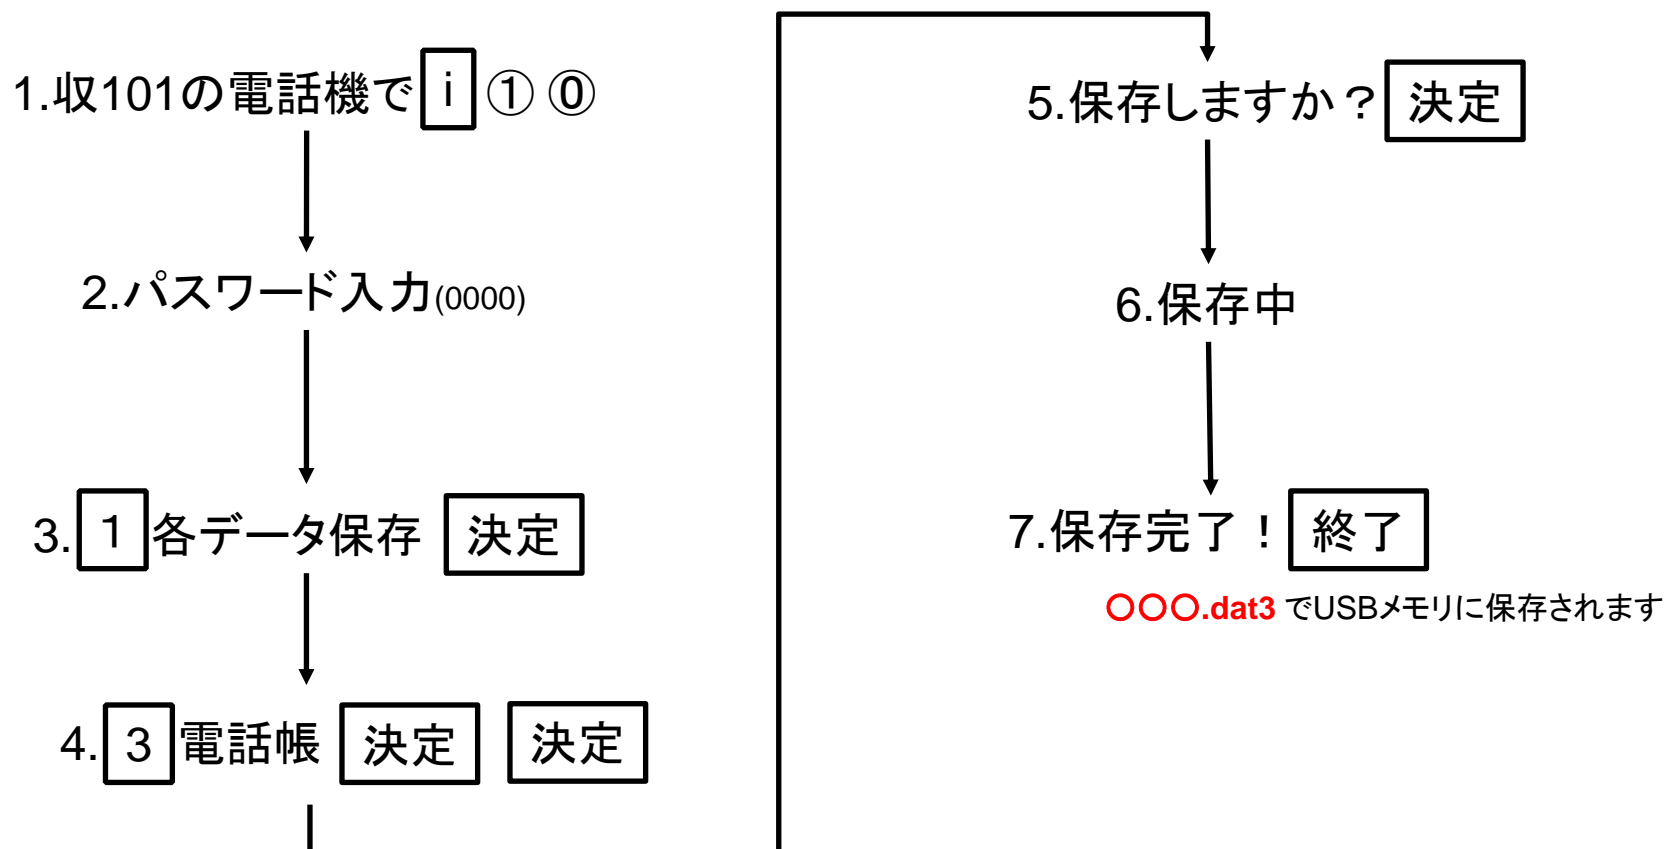 1.収101の電話機で i ① ⓪
2.パスワード入力(0000)
3. 1 各データ保存 決定
4. 3 電話帳 決定 決定
5.保存しますか？ 決定
6.保存中
7.保存完了！ 終了
〇〇〇.dat3 でUSBメモリに保存されます